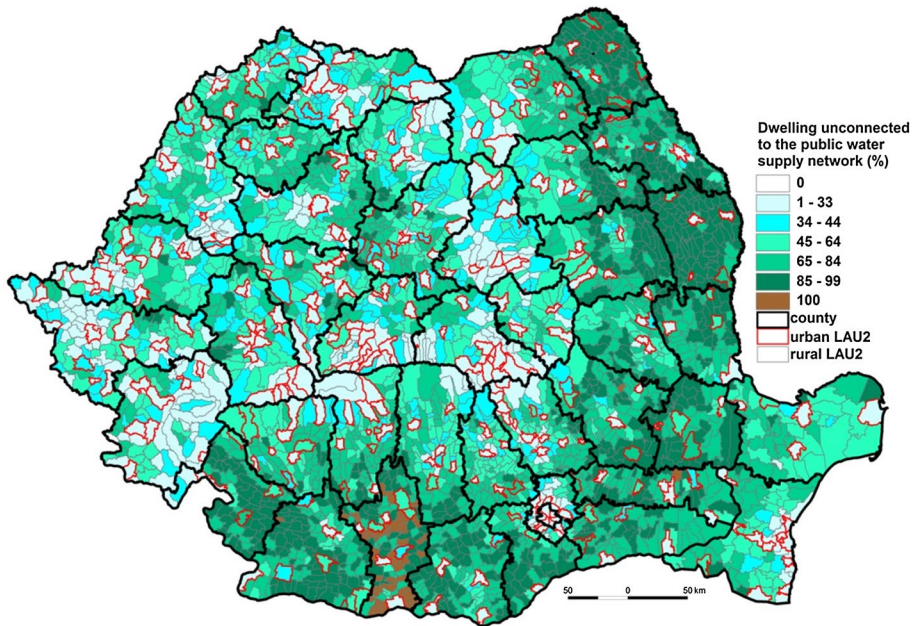 Dwelling unconnected
to the public water
supply network (%)
0
1 - 33
34 - 44
45 - 64
65 - 84
85 - 99
100
county
urban LAU2
rural LAU2
50 0 50 km